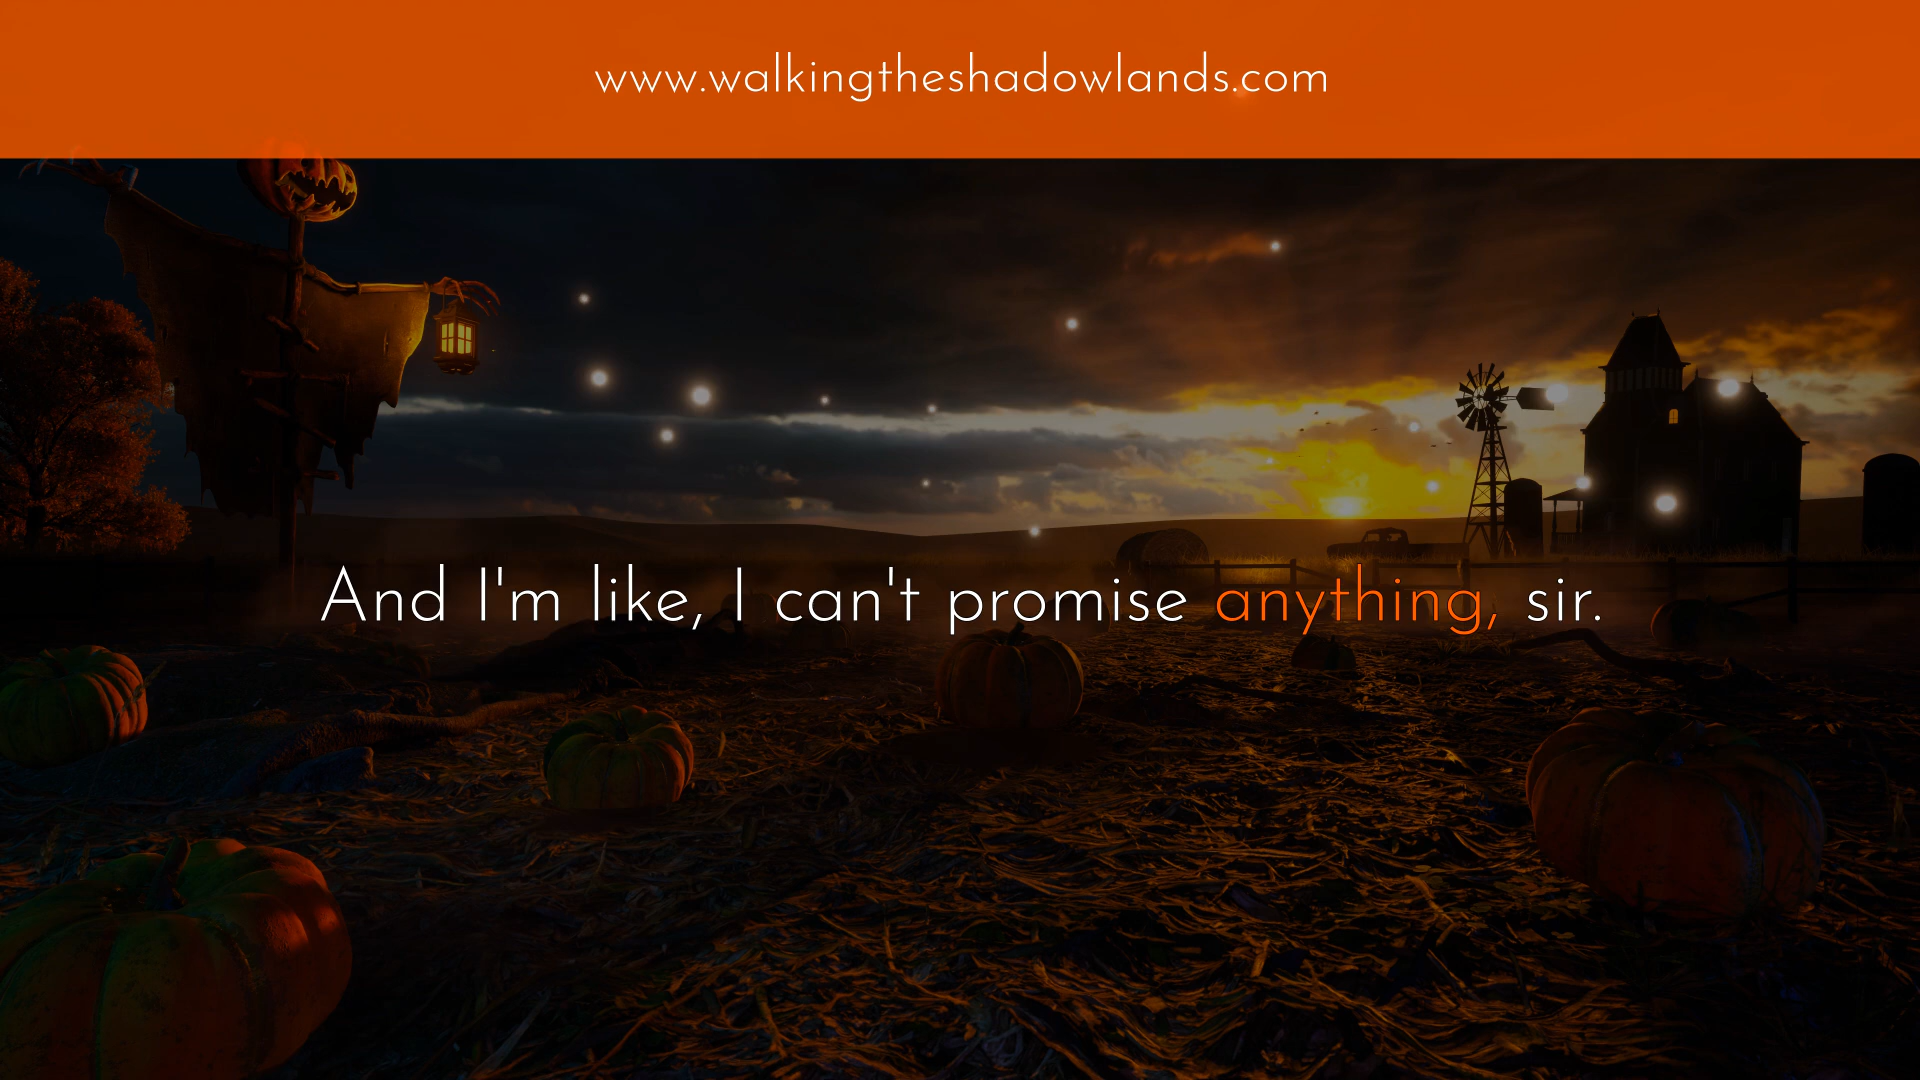 www.walkingtheshadowlands.com
And I'm like, I can't promise anything, sir.